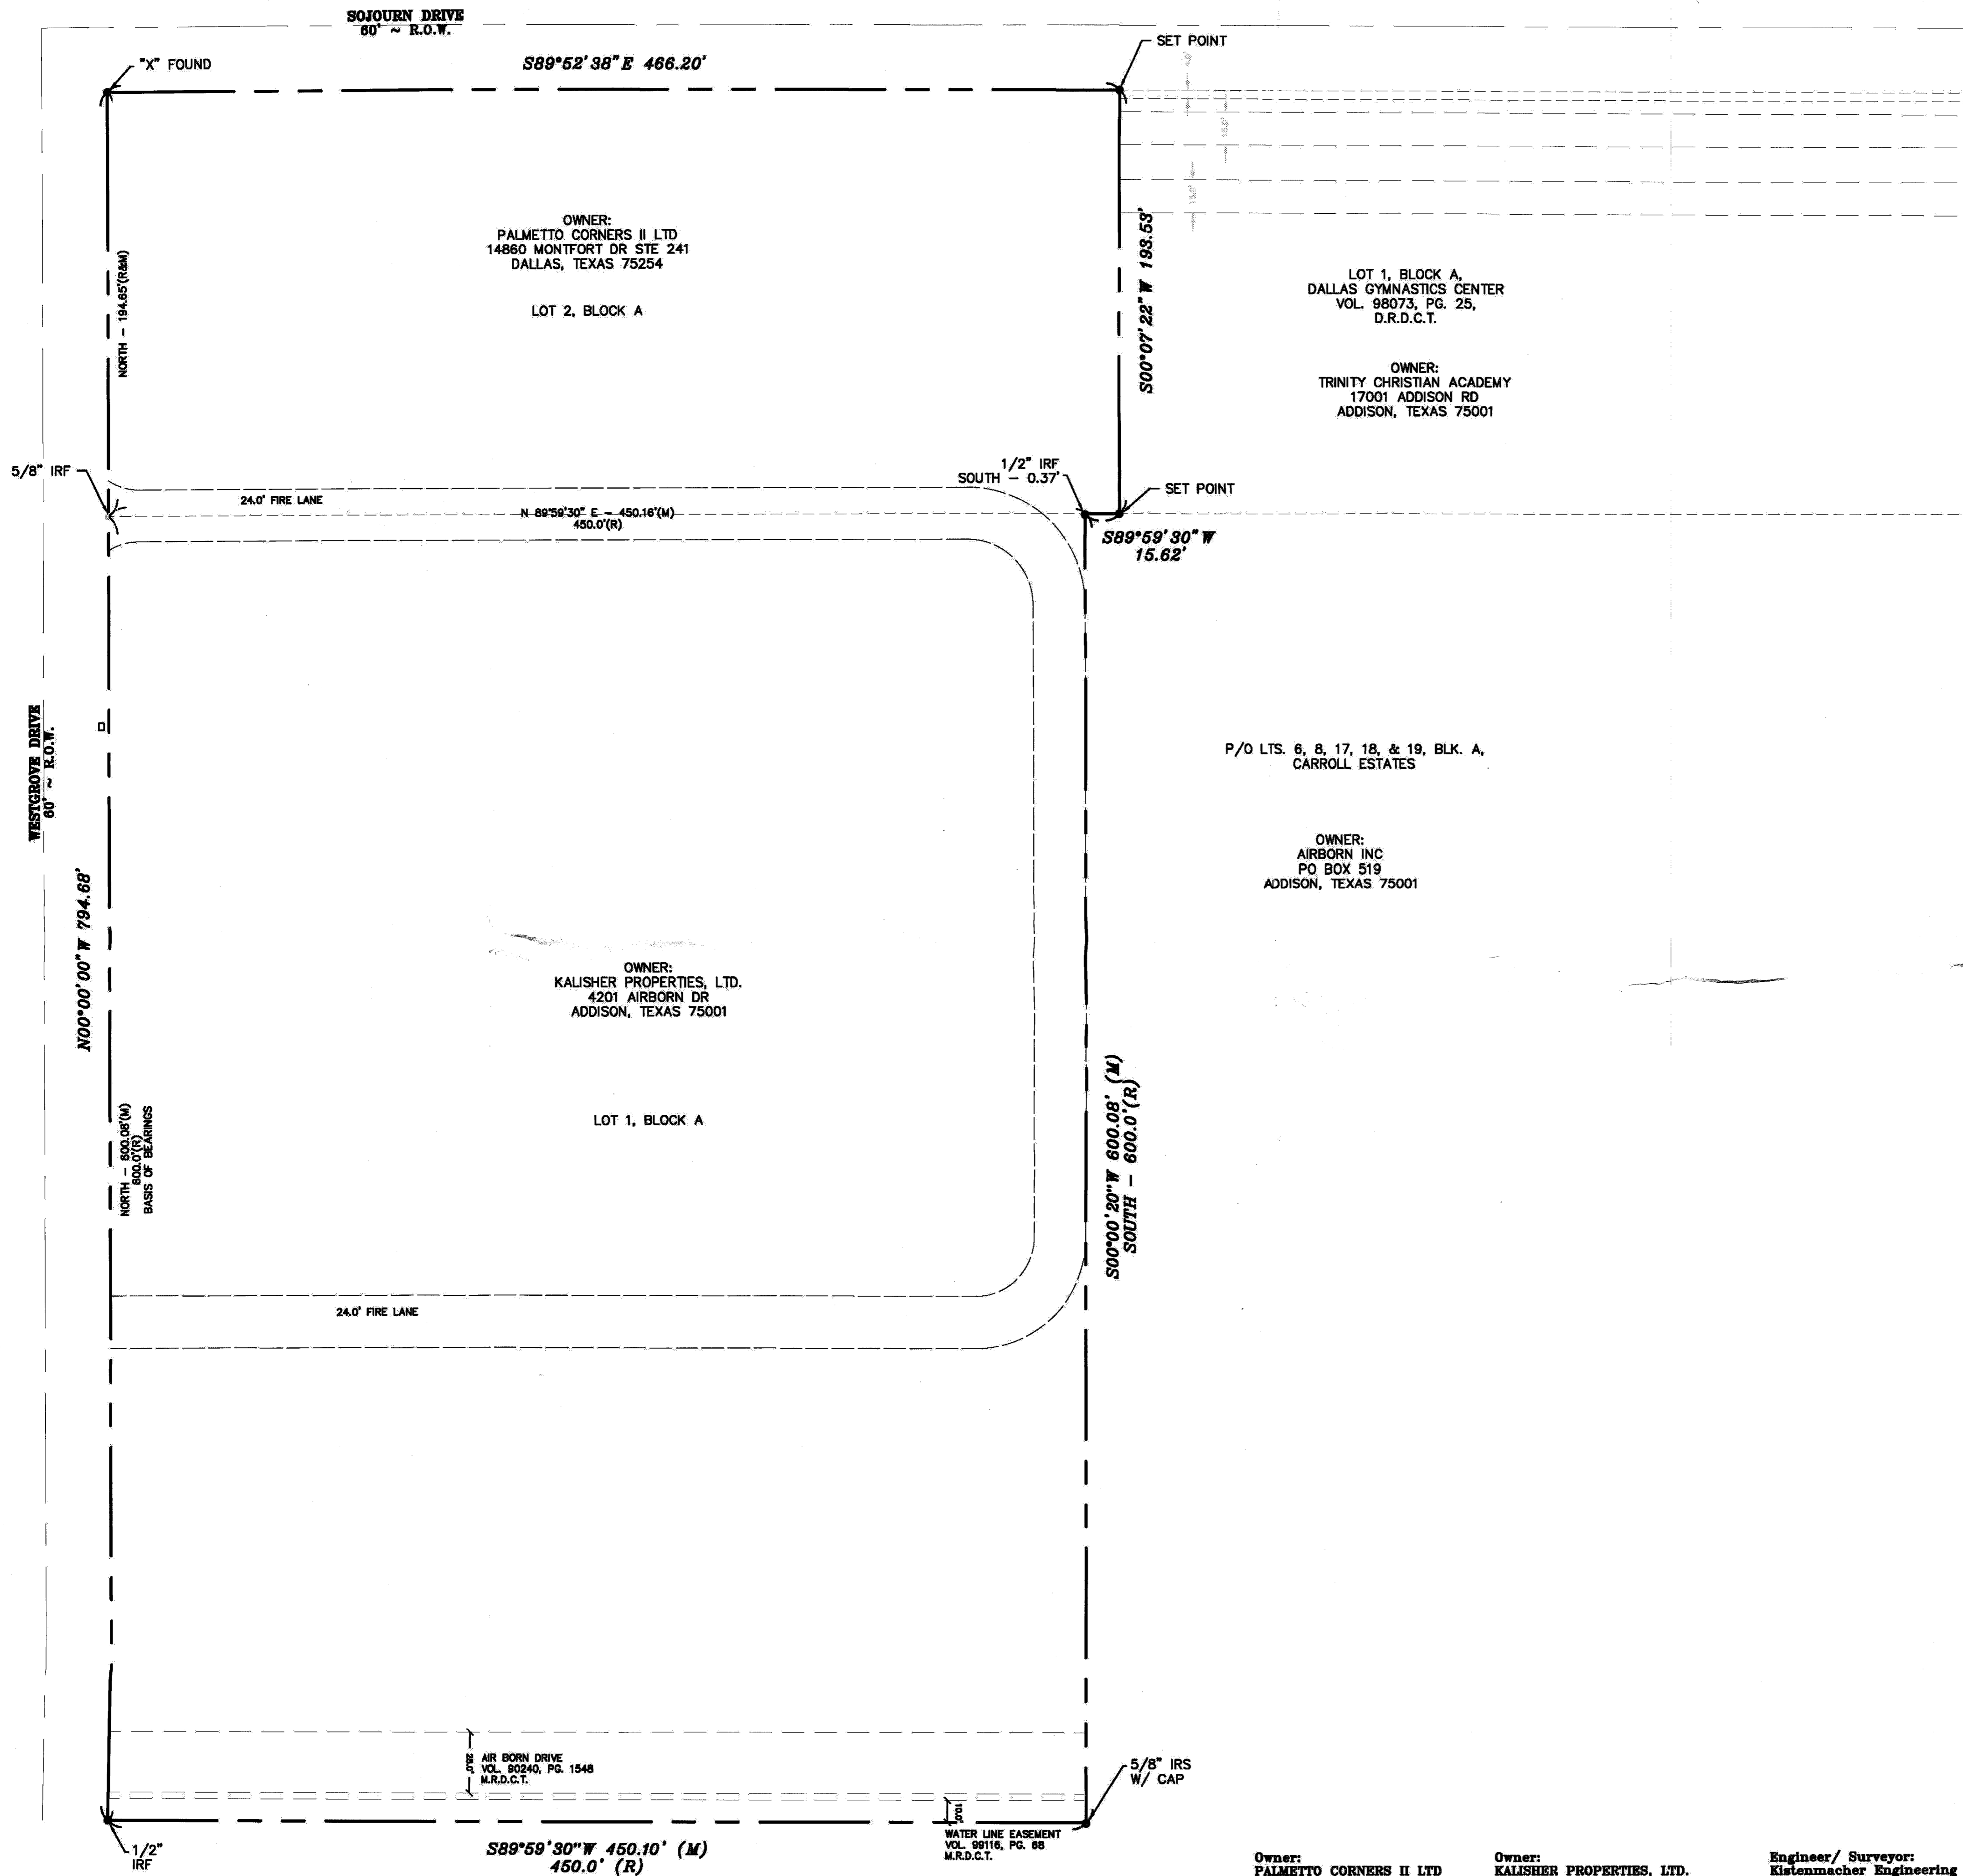 SOJOURN DRIVE
60' ~ R.O.W.
"X" FOUND
S89°52'38"E 466.20'
SET POINT
15.0'
15.0'
NORTH - 194.65'(R&M)
OWNER:
PALMETTO CORNERS II LTD
14860 MONTFORT DR STE 241
DALLAS, TEXAS 75254
LOT 2, BLOCK A
S00°07'22"W 193.53'
LOT 1, BLOCK A,
DALLAS GYMNASTICS CENTER
VOL. 98073, PG. 25,
D.R.D.C.T.
OWNER:
TRINITY CHRISTIAN ACADEMY
17001 ADDISON RD
ADDISON, TEXAS 75001
5/8" IRF
1/2" IRF
SOUTH - 0.37'
SET POINT
24.0' FIRE LANE
N 89°59'30" E - 450.16'(M)
450.0'(R)
S89°59'30"W
15.62'
WESTGROVE DRIVE
60' ~ R.O.W.
P/O LTS. 6, 8, 17, 18, & 19, BLK. A,
CARROLL ESTATES
OWNER:
AIRBORN INC
PO BOX 519
ADDISON, TEXAS 75001
N00°00'00"W 794.68'
OWNER:
KALISHER PROPERTIES, LTD.
4201 AIRBORN DR
ADDISON, TEXAS 75001
LOT 1, BLOCK A
NORTH - 600.08'(M)
600.0'(R)
BASIS OF BEARINGS
S00°00'20"W 600.08' (M)
SOUTH - 600.0'(R)
24.0' FIRE LANE
AIR BORN DRIVE
VOL. 90240, PG. 1548
M.R.D.C.T.
5/8" IRS
W/ CAP
10.0'
WATER LINE EASEMENT
VOL. 99116, PG. 68
M.R.D.C.T.
1/2"
IRF
S89°59'30"W 450.10' (M)
450.0' (R)
Owner:
PALMETTO CORNERS II LTD
Owner:
KALISHER PROPERTIES, LTD.
Engineer/ Surveyor:
Kistenmacher Engineering